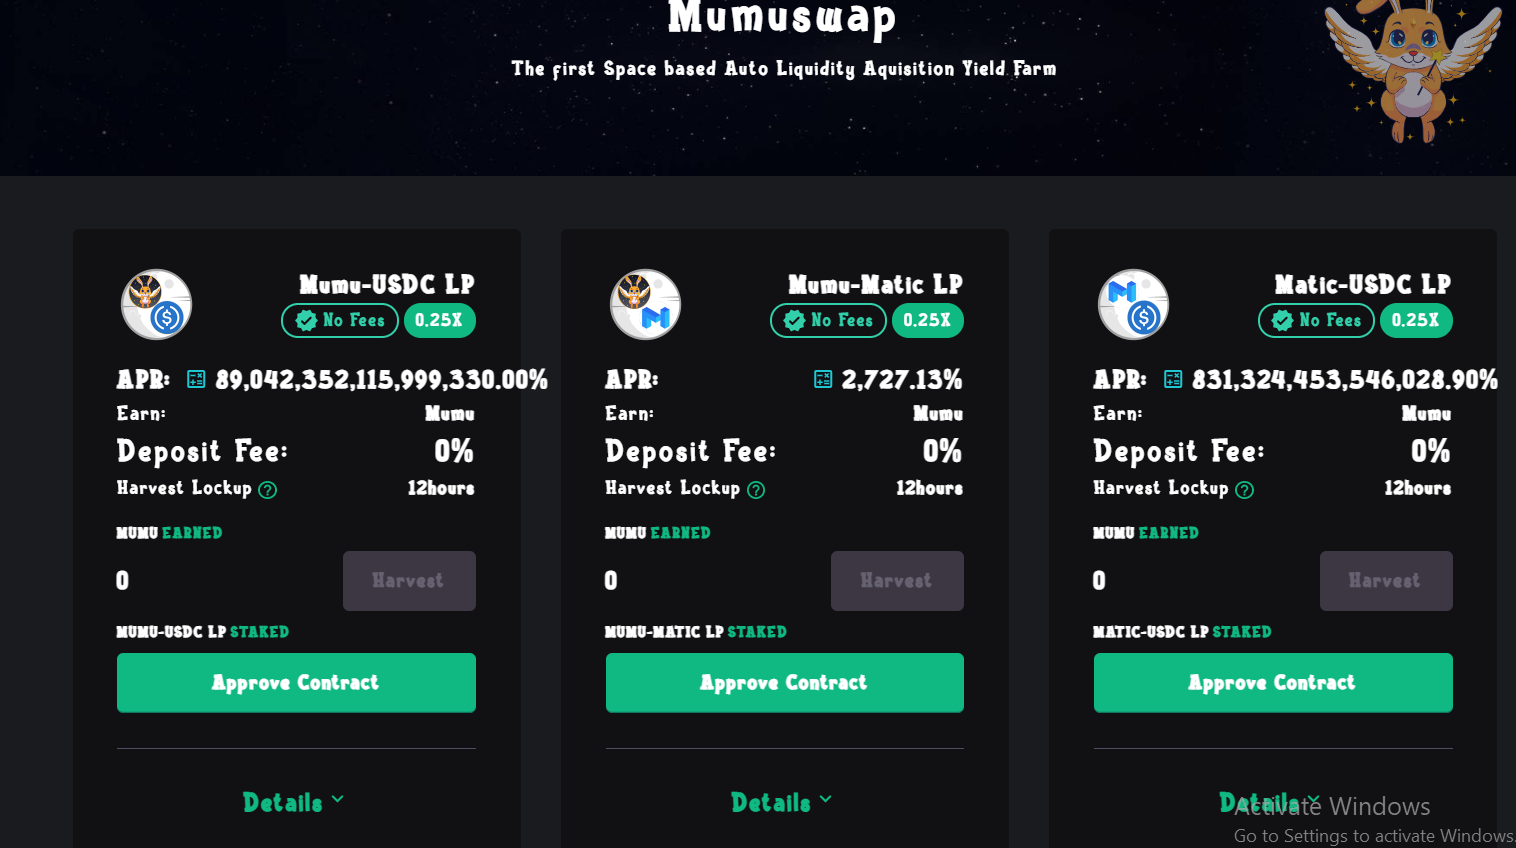 Mumuswap
The first Space based Auto Liquidity Aquisition Yield Farm
Mumu-USDC LP
No Fees 0.25X
APR: 89,042,352,115,999,330.00%
Earn: Mumu
Deposit Fee: 0%
Harvest Lockup 12hours
MUMU EARNED
0 Harvest
MUMU-USDC LP STAKED
Approve Contract
Details
Mumu-Matic LP
No Fees 0.25X
APR: 2,727.13%
Earn: Mumu
Deposit Fee: 0%
Harvest Lockup 12hours
MUMU EARNED
0 Harvest
MUMU-MATIC LP STAKED
Approve Contract
Details
Matic-USDC LP
No Fees 0.25X
APR: 831,324,453,546,028.90%
Earn: Mumu
Deposit Fee: 0%
Harvest Lockup 12hours
MUMU EARNED
0 Harvest
MATIC-USDC LP STAKED
Approve Contract
Details
Activate Windows
Go to Settings to activate Windows.